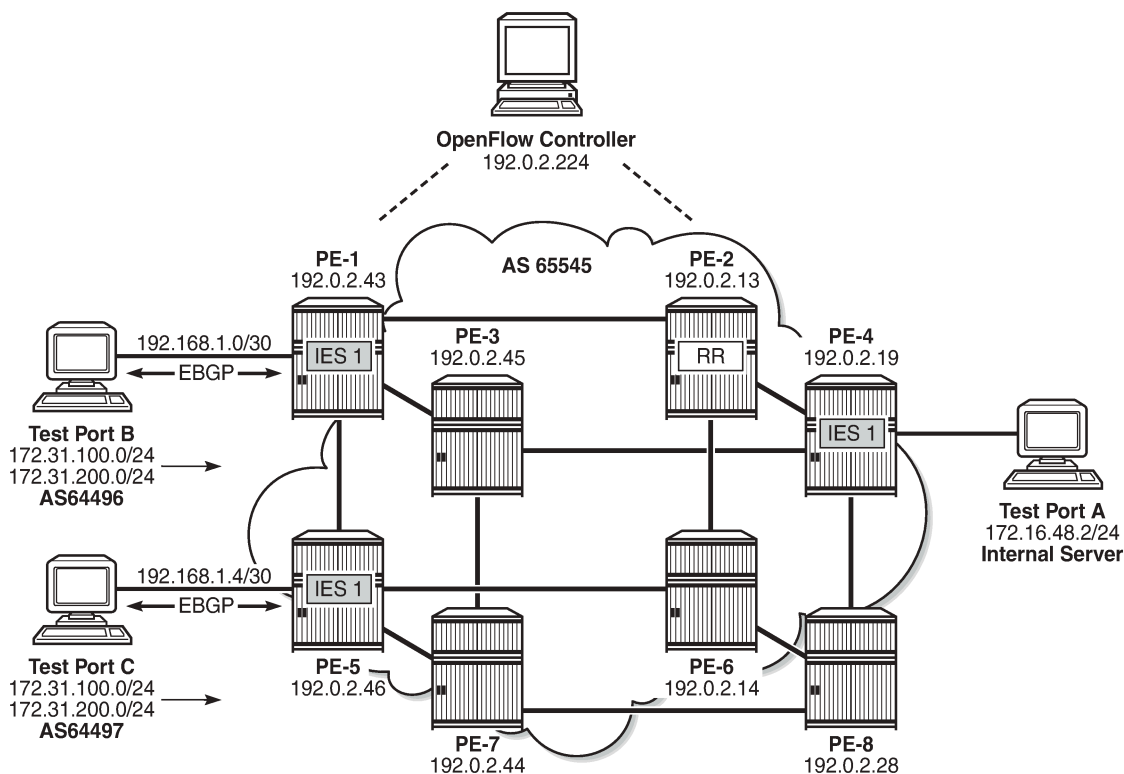 OpenFlow Controller
192.0.2.224
AS 65545
PE-1
192.0.2.43
PE-2
192.0.2.13
PE-3
192.0.2.45
PE-4
192.0.2.19
192.168.1.0/30
EBGP
IES 1
RR
IES 1
Test Port B
172.31.100.0/24
172.31.200.0/24
AS64496
Test Port A
172.16.48.2/24
Internal Server
192.168.1.4/30
EBGP
IES 1
Test Port C
172.31.100.0/24
172.31.200.0/24
AS64497
PE-5
192.0.2.46
PE-6
192.0.2.14
PE-7
192.0.2.44
PE-8
192.0.2.28